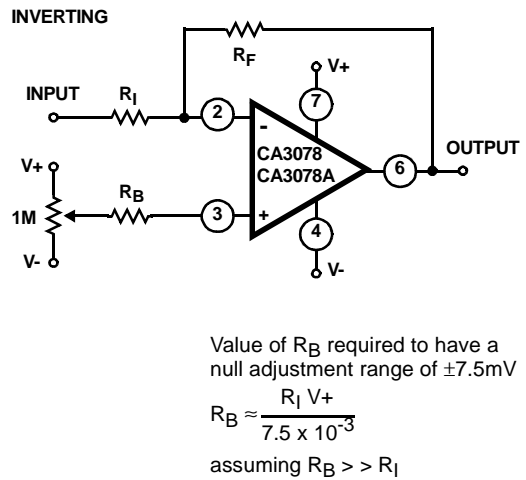 INVERTING
R_F
V+
INPUT
R_I
2
7
-
CA3078
CA3078A
6
OUTPUT
V+
1M
R_B
3
+
4
V-
V-
Value of R_B required to have a
null adjustment range of ±7.5mV
R_B ≈ R_I V+ / 7.5 x 10^-3
assuming R_B > > R_I